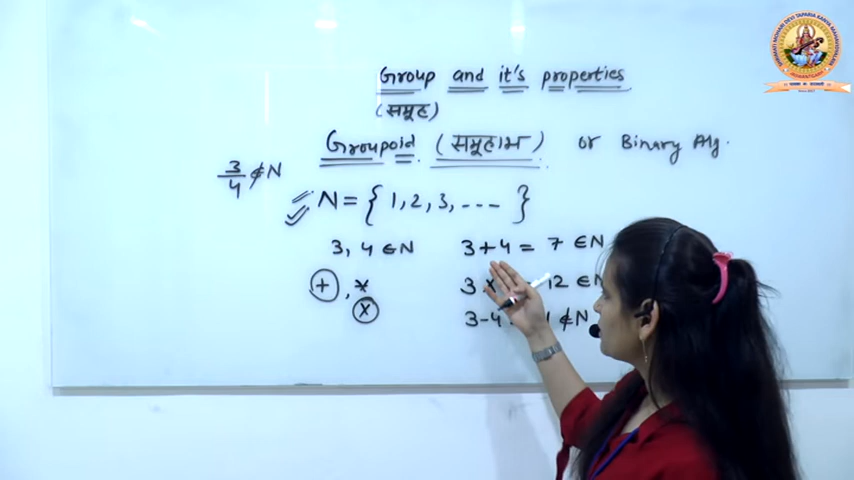 Group and it's properties
(समूह)
Groupoid (समूहाभ) or Binary Alg.
3/4 ∉ N
N = { 1, 2, 3, --- }
3, 4 ∈ N 3+4 = 7 ∈ N
+ , * 3 × 12 ∈ N
× 3-4 1 ∉ N